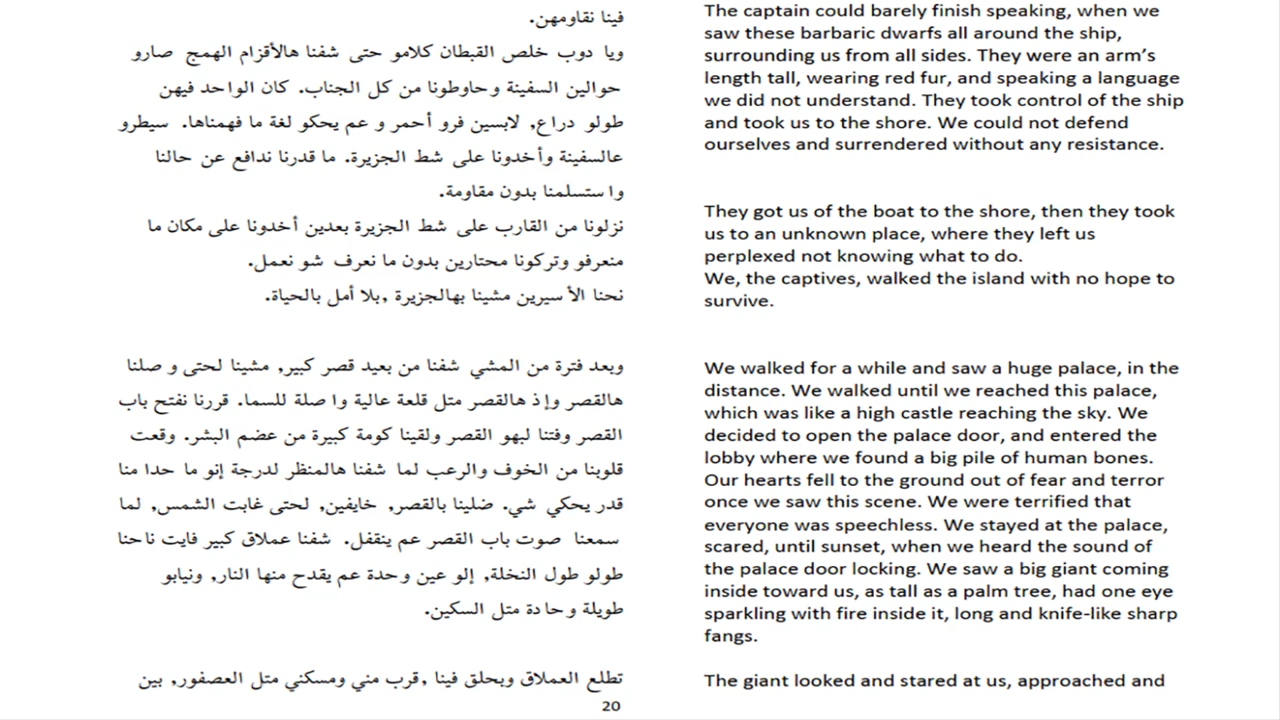 فينا نقاومهن.
ويا دوب خلص القبطان كلامو حتى شفنا هالأقزام الهمج صارو
حوالين السفينة وحاوطونا من كل الجناب. كان الواحد فيهن
طولو دراع, لابسين فرو أحمر و عم يحكو لغة ما فهمناها. سيطرو
عالسفينة وأخدونا على شط الجزيرة. ما قدرنا ندافع عن حالنا
واستسلمنا بدون مقاومة.
نزلونا من القارب على شط الجزيرة بعدين أخدونا على مكان ما
منعرفو وتركونا محتارين بدون ما نعرف شو نعمل.
نحنا الأسيرين مشينا بهالجزيرة ,بلا أمل بالحياة.
وبعد فترة من المشي شفنا من بعيد قصر كبير, مشينا لحتى وصلنا
هالقصر وإذ هالقصر متل قلعة عالية واصلة للسما. قررنا نفتح باب
القصر وفتنا لبهو القصر ولقينا كومة كبيرة من عضم البشر. وقعت
قلوبنا من الخوف والرعب لما شفنا هالمنظر لدرجة إنو ما حدا منا
قدر يحكي شي. ضلينا بالقصر, خايفين, لحتى غابت الشمس, لما
سمعنا صوت باب القصر عم ينقفل. شفنا عملاق كبير فايت ناحنا
طولو طول النخلة, إلو عين وحدة عم يقدح منها النار, ونيابو
طويلة وحادة متل السكين.
تطلع العملاق وبحلق فينا ,قرب مني ومسكني متل العصفور, بين
The captain could barely finish speaking, when we
saw these barbaric dwarfs all around the ship,
surrounding us from all sides. They were an arm's
length tall, wearing red fur, and speaking a language
we did not understand. They took control of the ship
and took us to the shore. We could not defend
ourselves and surrendered without any resistance.
They got us of the boat to the shore, then they took
us to an unknown place, where they left us
perplexed not knowing what to do.
We, the captives, walked the island with no hope to
survive.
We walked for a while and saw a huge palace, in the
distance. We walked until we reached this palace,
which was like a high castle reaching the sky. We
decided to open the palace door, and entered the
lobby where we found a big pile of human bones.
Our hearts fell to the ground out of fear and terror
once we saw this scene. We were terrified that
everyone was speechless. We stayed at the palace,
scared, until sunset, when we heard the sound of
the palace door locking. We saw a big giant coming
inside toward us, as tall as a palm tree, had one eye
sparkling with fire inside it, long and knife-like sharp
fangs.
The giant looked and stared at us, approached and
20